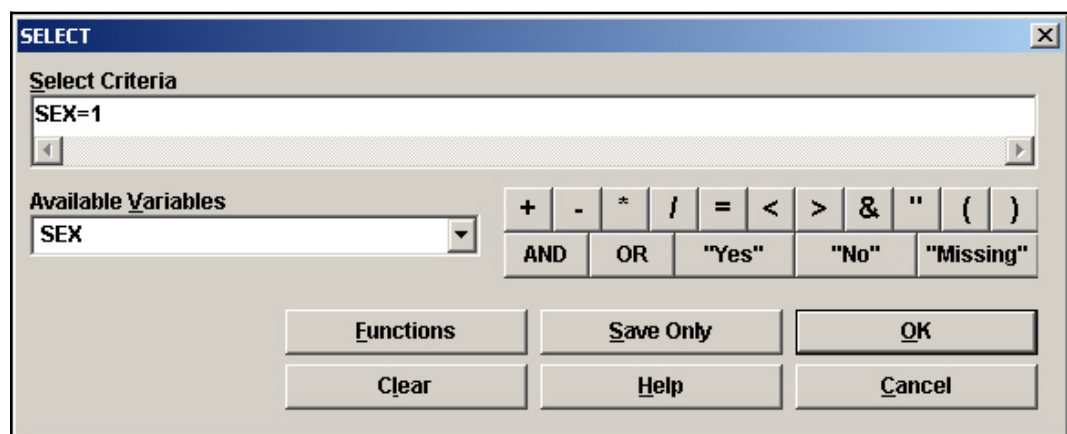 SELECT
Select Criteria
SEX=1
Available Variables
SEX
+ - * / = < > & " ( )
AND OR "Yes" "No" "Missing"
Functions Save Only OK
Clear Help Cancel